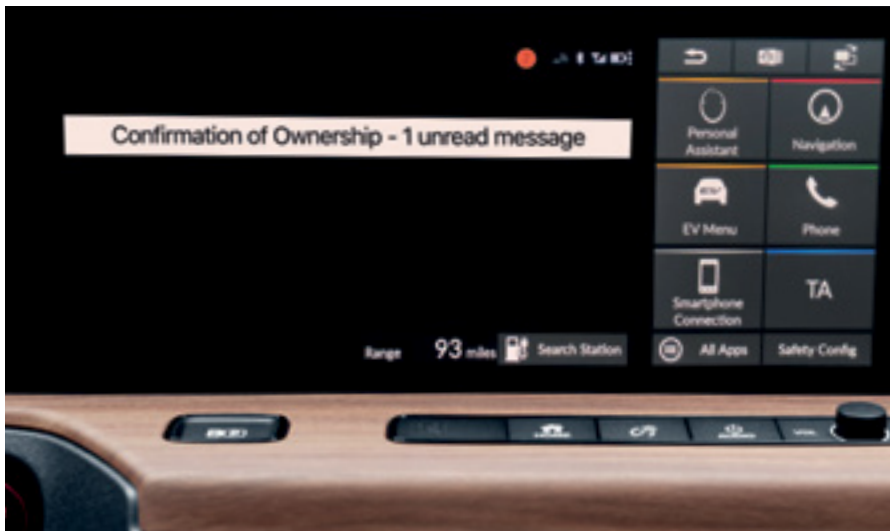 Confirmation of Ownership - 1 unread message
Personal
Assistant
Navigation
EV Menu
Phone
Smartphone
Connection
TA
Range 93 miles Search Station
All Apps
Safety Config
VOL